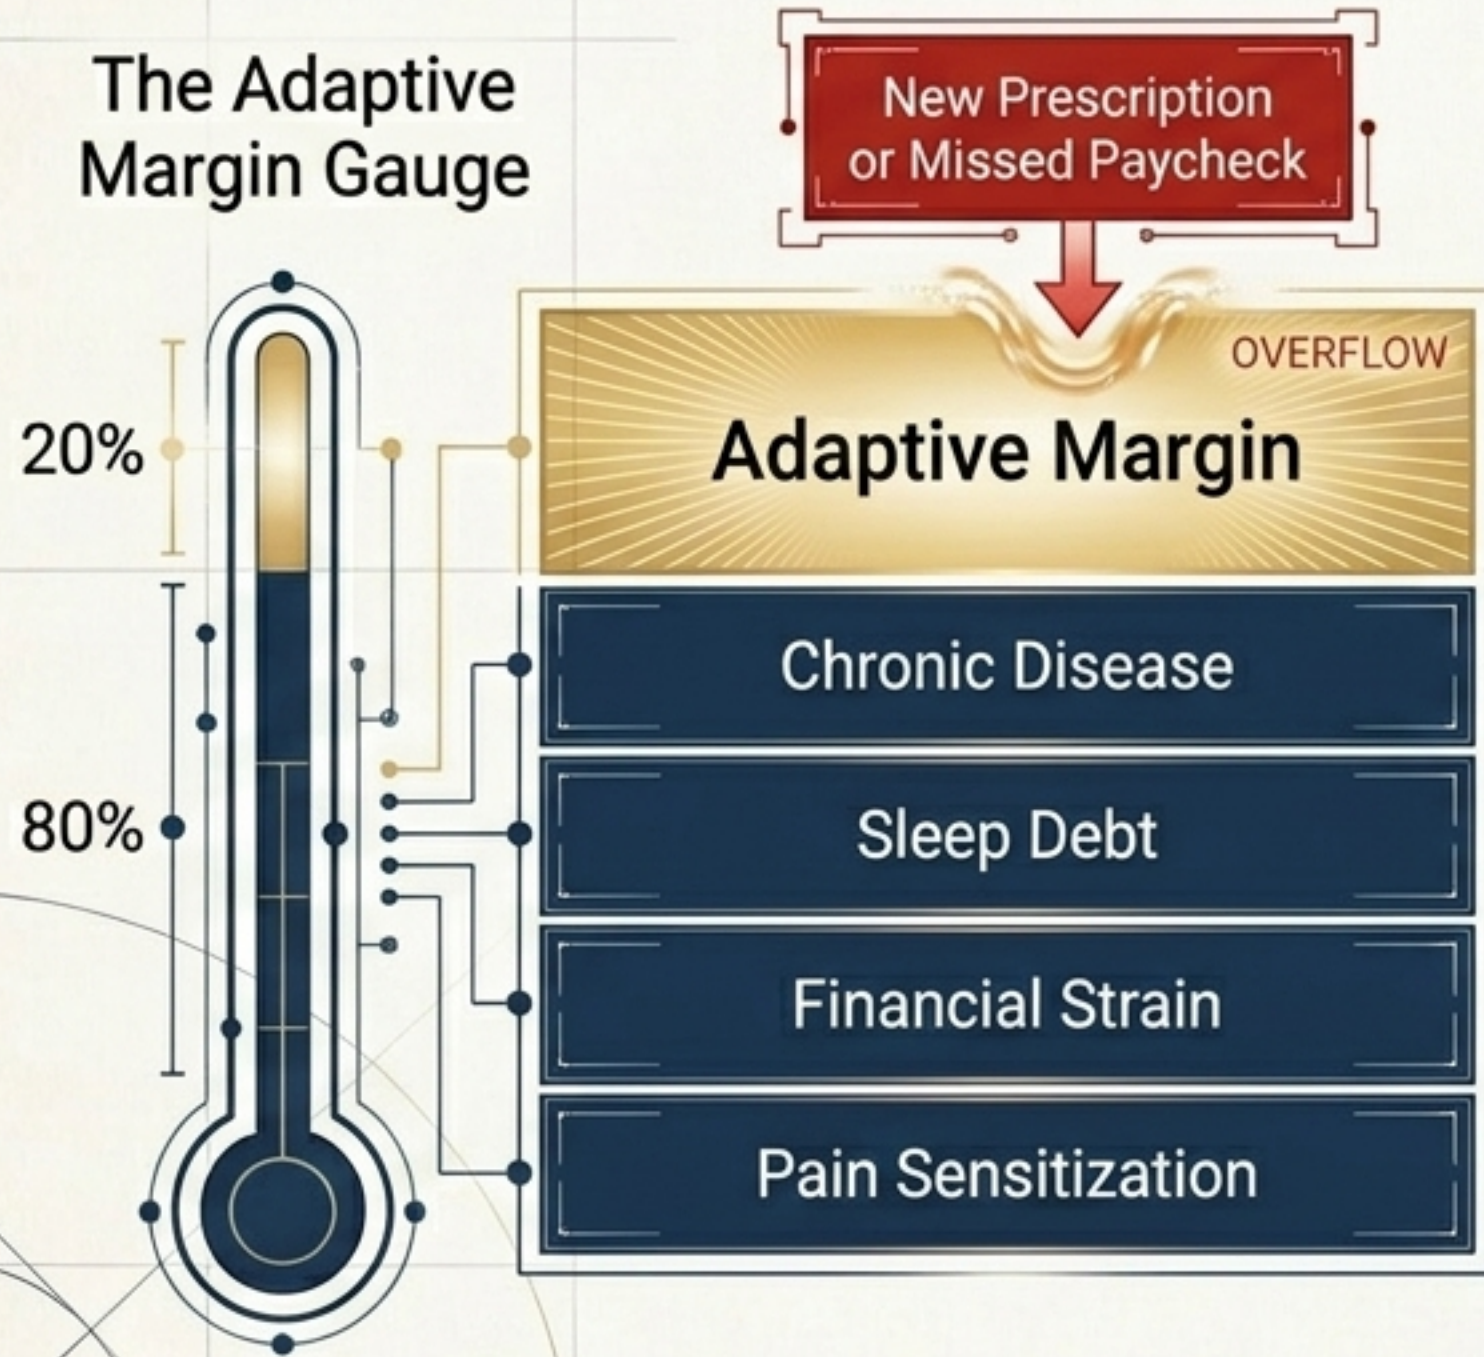 The Adaptive
Margin Gauge
New Prescription
or Missed Paycheck
OVERFLOW
20%
Adaptive Margin
Chronic Disease
80%
Sleep Debt
Financial Strain
Pain Sensitization